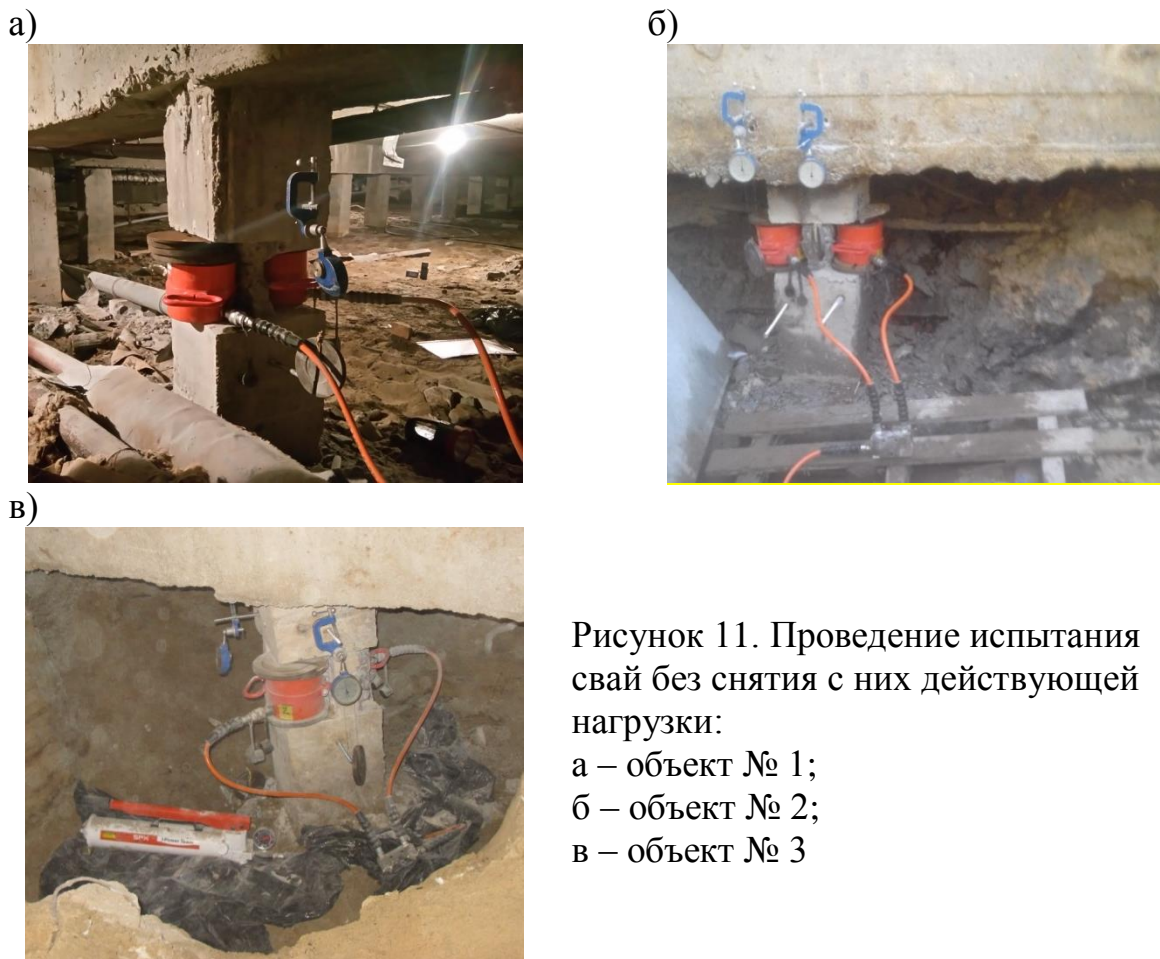 а)
б)
в)
Рисунок 11. Проведение испытания
свай без снятия с них действующей
нагрузки:
а – объект № 1;
б – объект № 2;
в – объект № 3